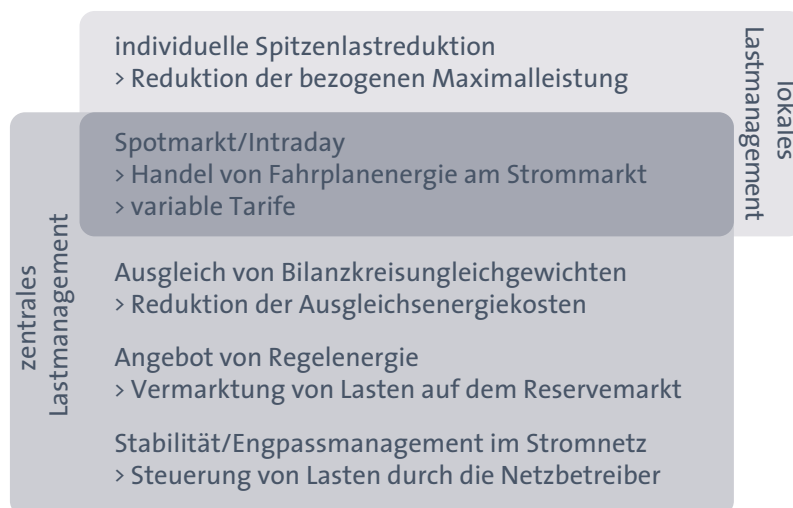 individuelle Spitzenlastreduktion
> Reduktion der bezogenen Maximalleistung
lokales
Lastmanagement
Spotmarkt/Intraday
> Handel von Fahrplanenergie am Strommarkt
> variable Tarife
zentrales
Lastmanagement
Ausgleich von Bilanzkreisungleichgewichten
> Reduktion der Ausgleichsenergiekosten
Angebot von Regelenergie
> Vermarktung von Lasten auf dem Reservemarkt
Stabilität/Engpassmanagement im Stromnetz
> Steuerung von Lasten durch die Netzbetreiber